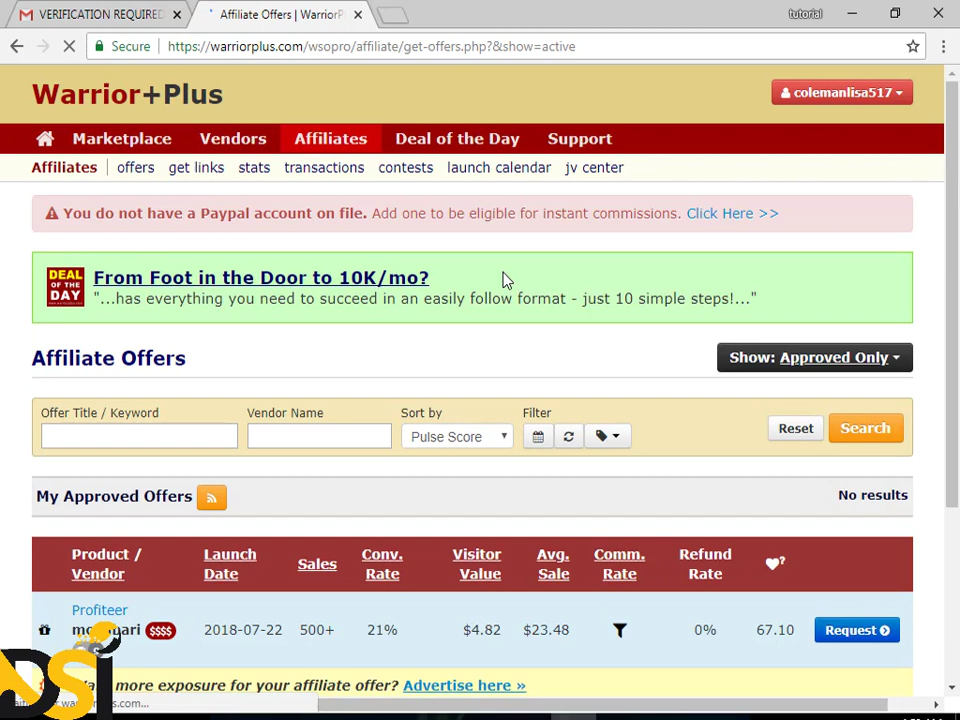 VERIFICATION REQUIRED
Affiliate Offers | WarriorP
tutorial
Secure https://warriorplus.com/wsopro/affiliate/get-offers.php?&show=active
Warrior+Plus
colemanlisa517
Marketplace Vendors Affiliates Deal of the Day Support
Affiliates offers get links stats transactions contests launch calendar jv center
You do not have a Paypal account on file. Add one to be eligible for instant commissions. Click Here >>
DEAL OF THE DAY
From Foot in the Door to 10K/mo?
"...has everything you need to succeed in an easily follow format - just 10 simple steps!..."
Affiliate Offers
Show: Approved Only
Offer Title / Keyword Vendor Name Sort by Filter
Pulse Score
Reset Search
My Approved Offers
No results
Product / Vendor Launch Date Sales Conv. Rate Visitor Value Avg. Sale Comm. Rate Refund Rate ?
Profiteer
$$$$ 2018-07-22 500+ 21% $4.82 $23.48 0% 67.10 Request
more exposure for your affiliate offer? Advertise here »
DSI